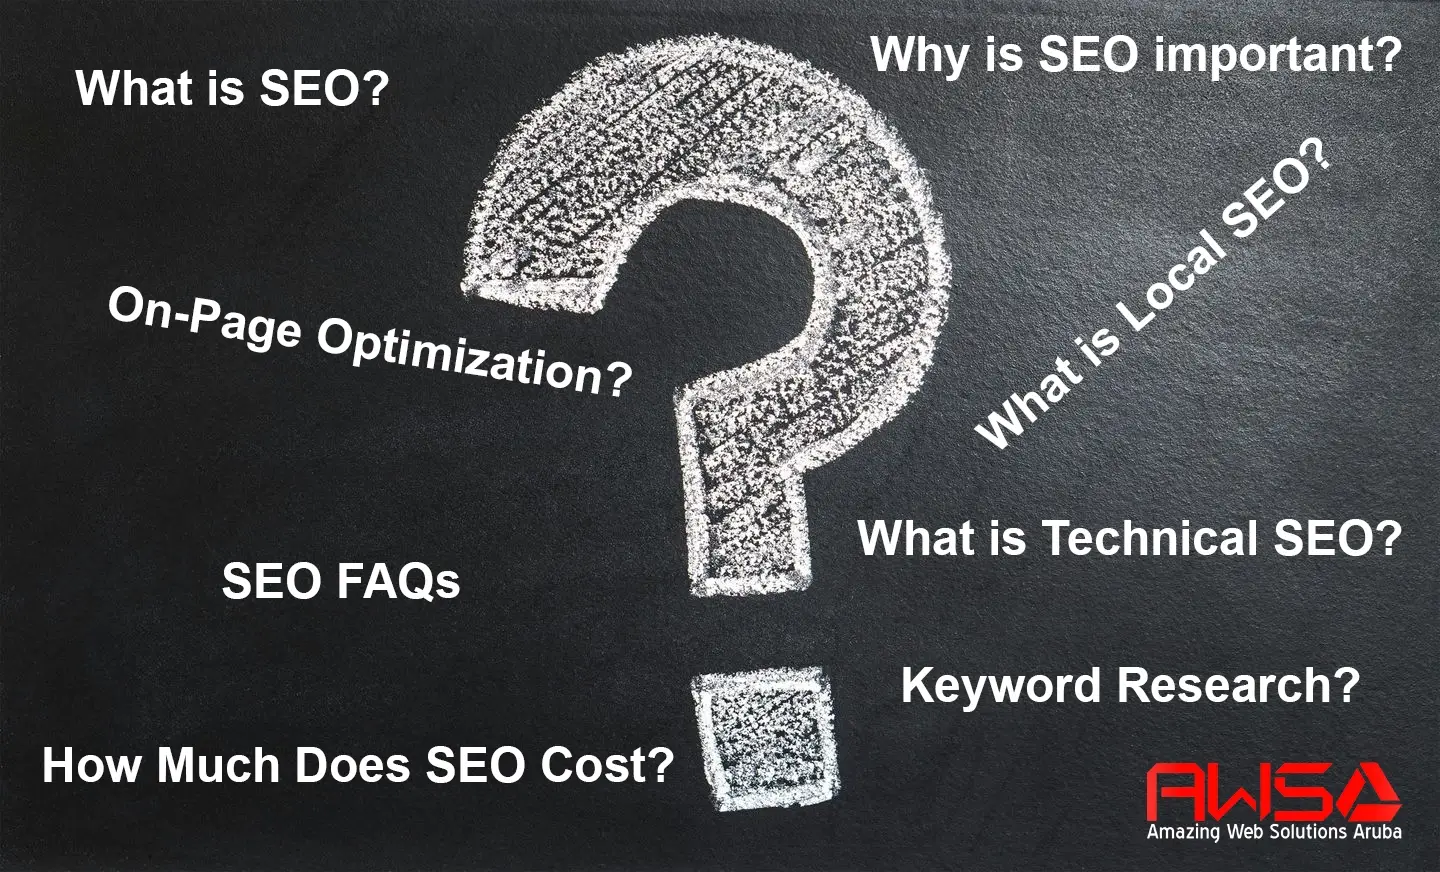 What is SEO?
Why is SEO important?
What is Local SEO?
On-Page Optimization?
What is Technical SEO?
SEO FAQs
Keyword Research?
How Much Does SEO Cost?
AWSA
Amazing Web Solutions Aruba